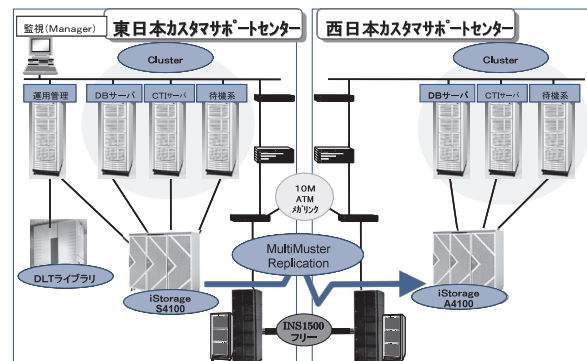 監視(Manager)
東日本カスタマサポートセンター
西日本カスタマサポートセンター
Cluster
Cluster
運用管理
DBサーバ
CTIサーバ
待機系
DBサーバ
CTIサーバ
待機系
10M
ATM
メガリンク
MultiMuster
Replication
DLTライブラリ
iStorage
S4100
iStorage
A4100
INS1500
フリー